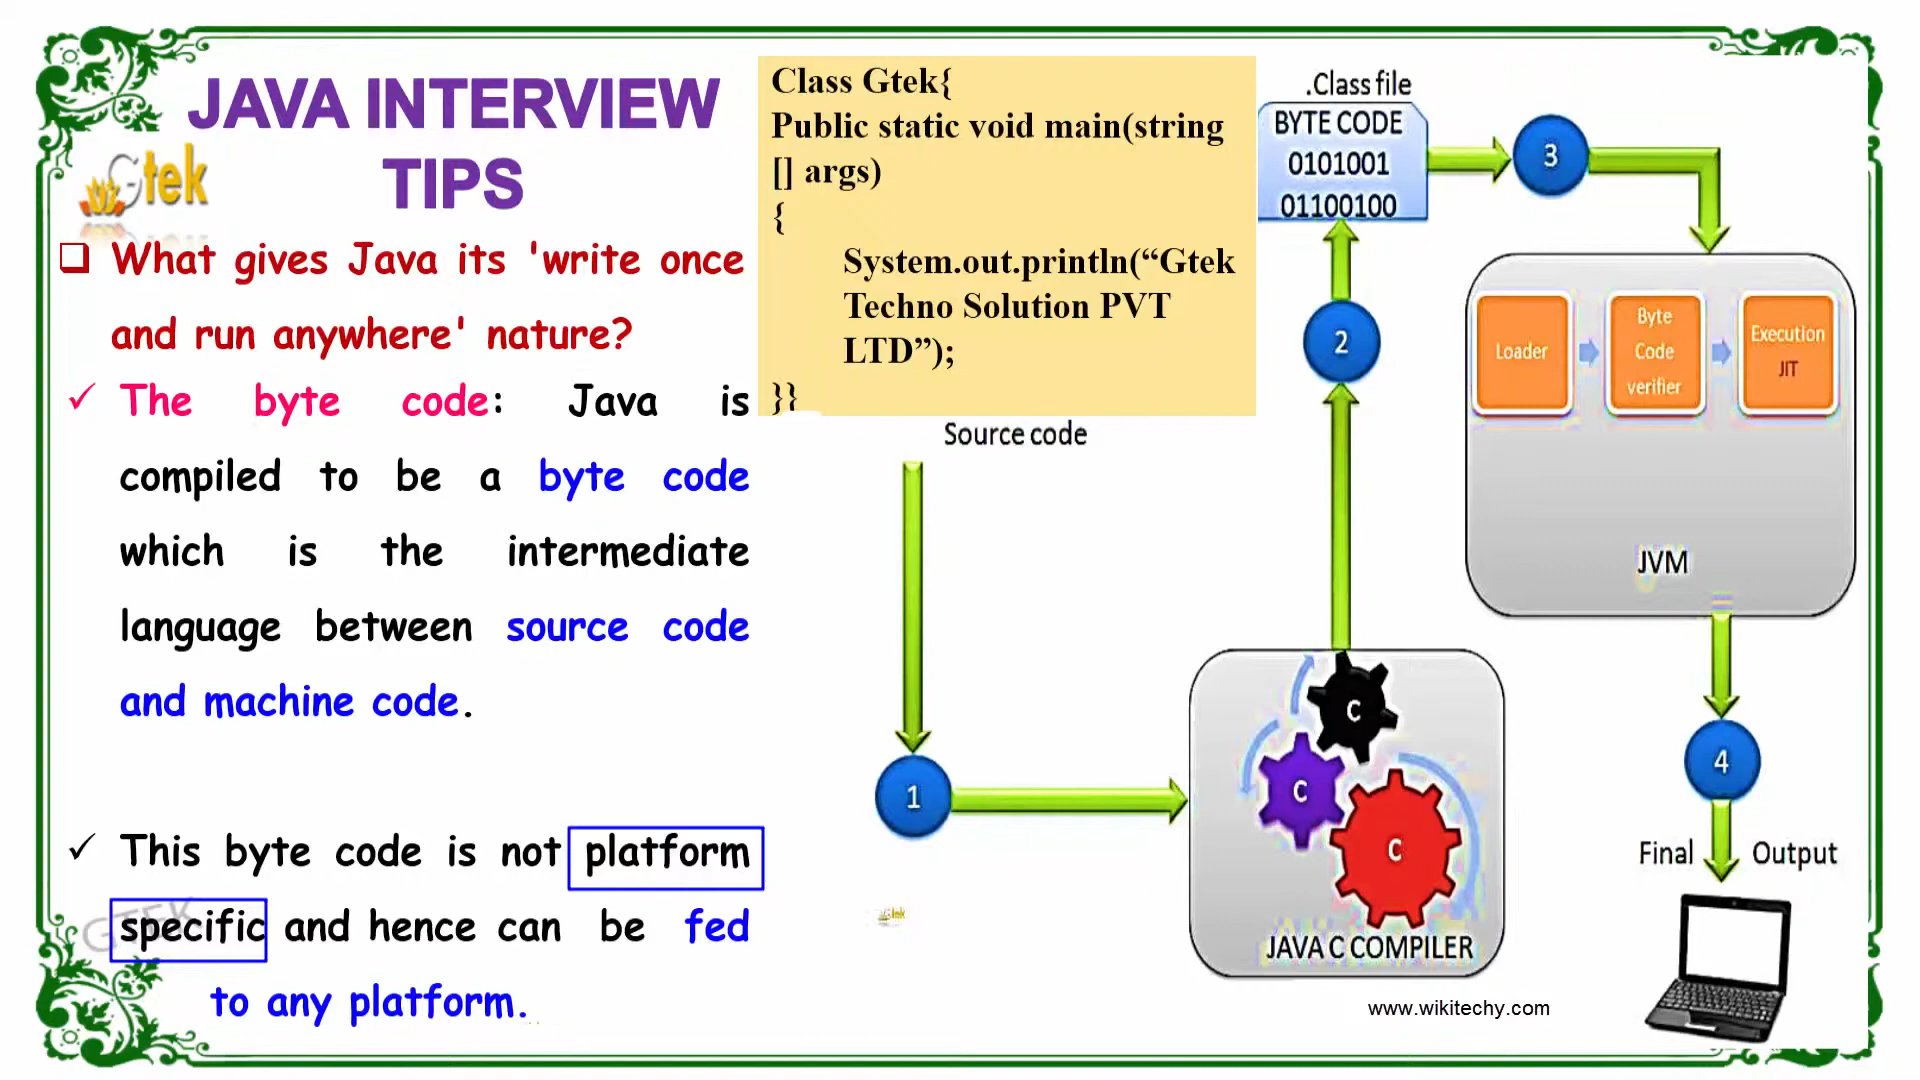 JAVA INTERVIEW
TIPS
Gtek
❑ What gives Java its 'write once
and run anywhere' nature?
✓ The byte code: Java is
compiled to be a byte code
which is the intermediate
language between source code
and machine code.
✓ This byte code is not platform
specific and hence can be fed
to any platform.
GTEK
Class Gtek{
Public static void main(string
[] args)
{
System.out.println(“Gtek
Techno Solution PVT
LTD”);
}}
Source code
1
C
C
C
JAVA C COMPILER
2
.Class file
BYTE CODE
0101001
01100100
3
Loader
Byte
Code
verifier
Execution
JIT
JVM
4
Final Output
www.wikitechy.com